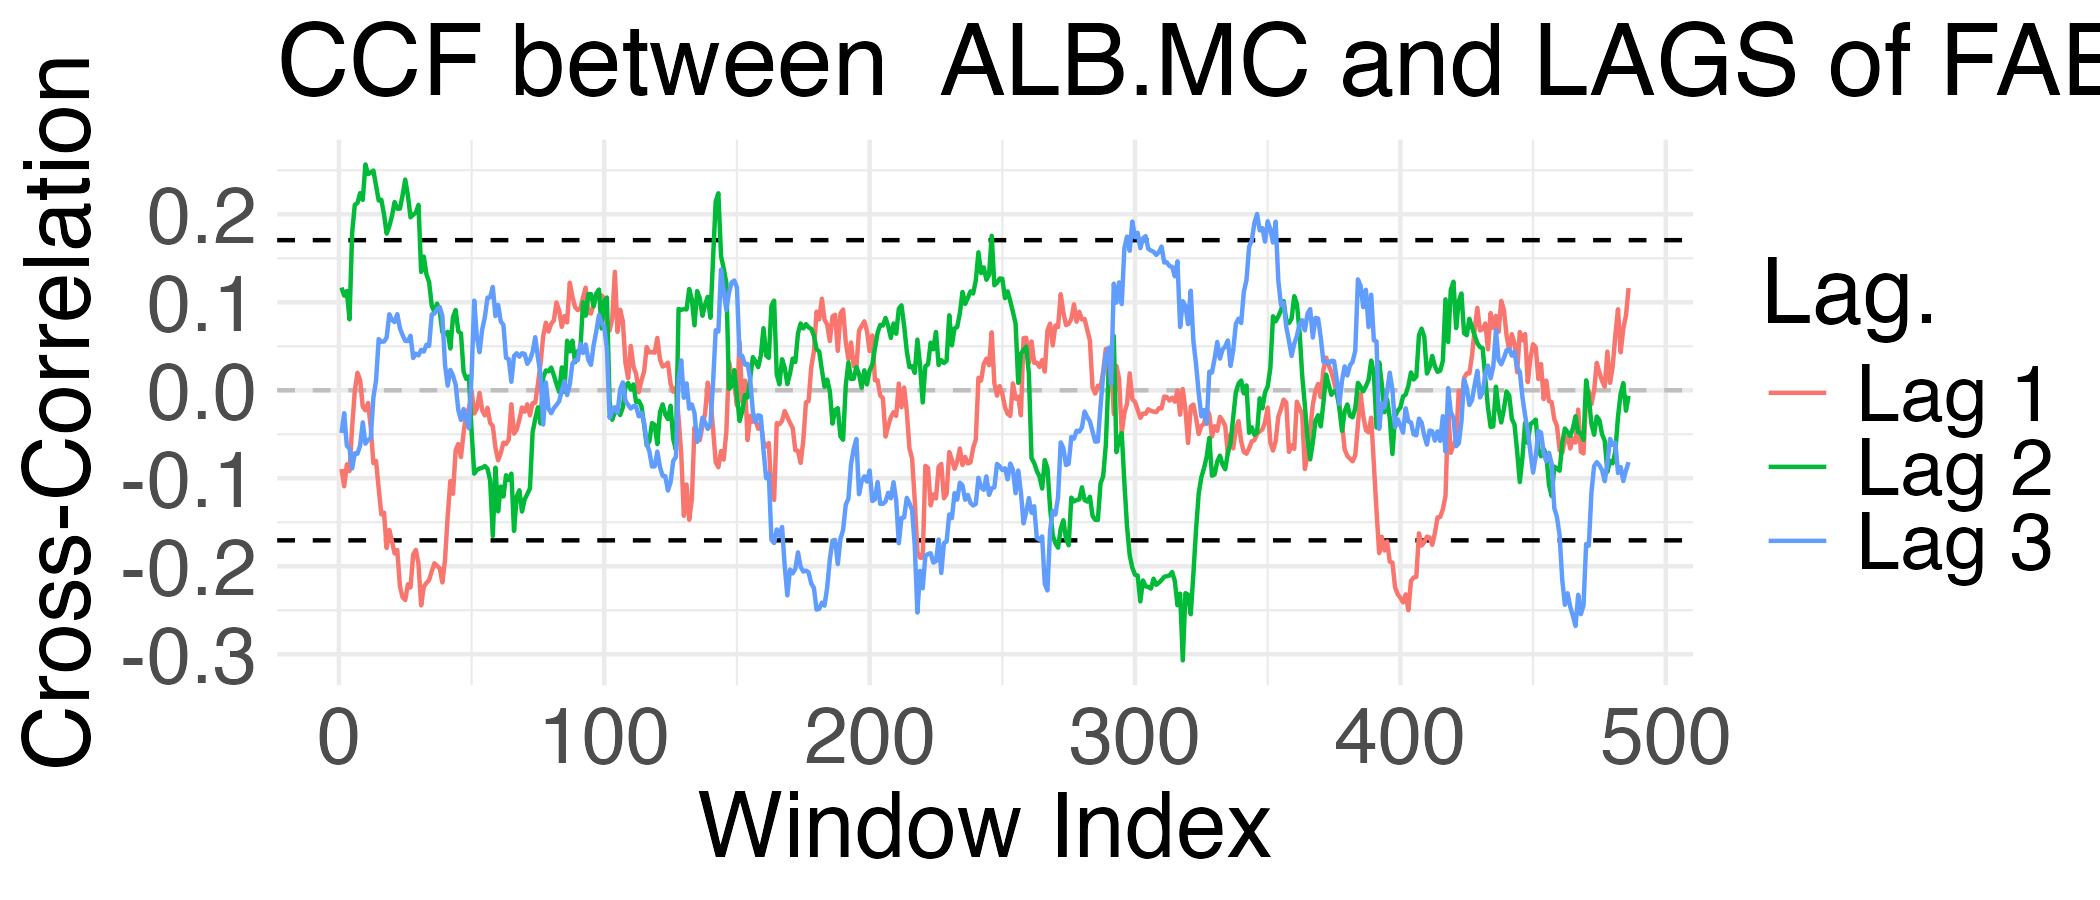 CCF between  ALB.MC and LAGS of FAE
Cross-Correlation
0.2
0.1
0.0
-0.1
-0.2
-0.3
0 100 200 300 400 500
Window Index
Lag.
Lag 1
Lag 2
Lag 3